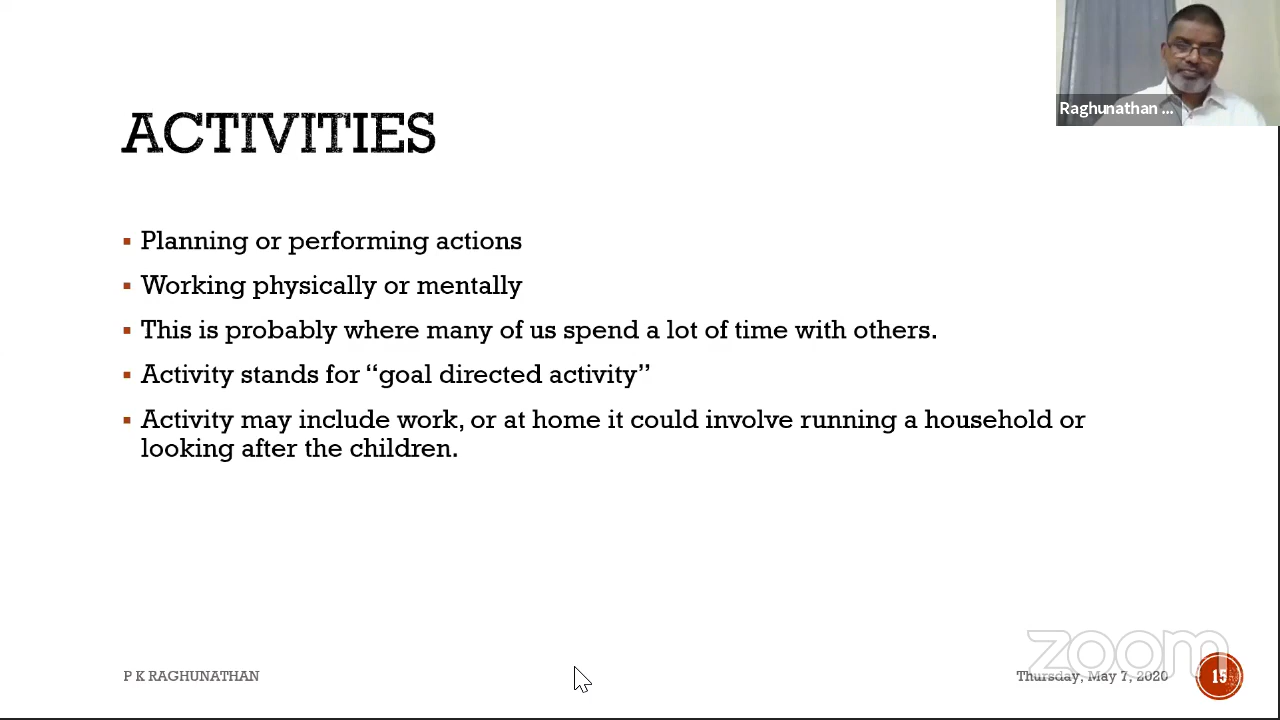 Raghunathan ...
ACTIVITIES
Planning or performing actions
Working physically or mentally
This is probably where many of us spend a lot of time with others.
Activity stands for “goal directed activity”
Activity may include work, or at home it could involve running a household or
looking after the children.
zoom
P K RAGHUNATHAN
Thursday, May 7, 2020
15